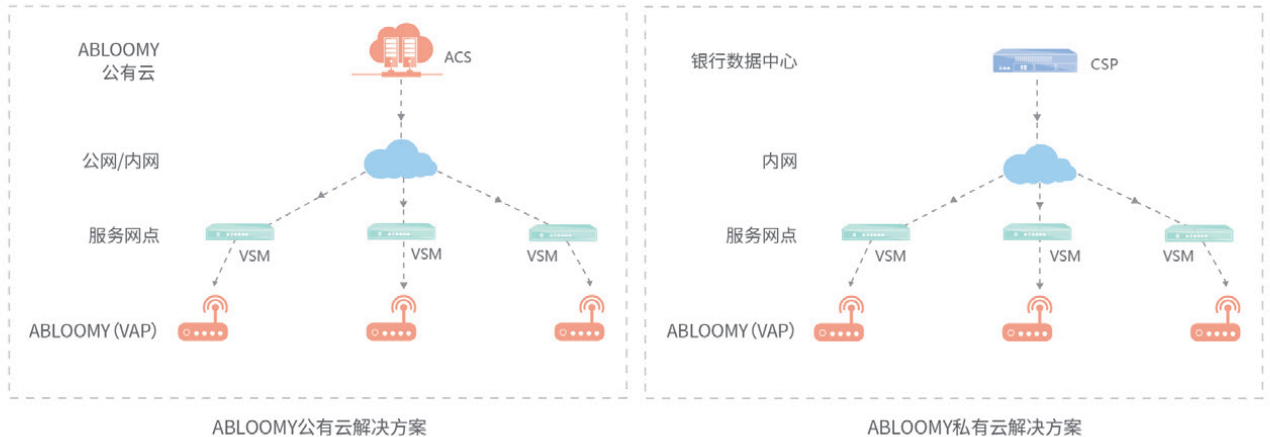 ABLOOMY
公有云
ACS
公网/内网
服务网点
VSM
VSM
VSM
ABLOOMY（VAP）
ABLOOMY公有云解决方案
银行数据中心
CSP
内网
服务网点
VSM
VSM
VSM
ABLOOMY（VAP）
ABLOOMY私有云解决方案